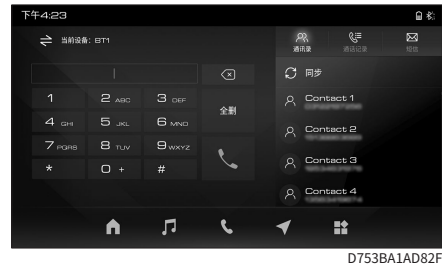 下午4:23
当前设备: BT1
通讯录
通话记录
短信
同步
1
2 ABC
3 DEF
全删
4 GHI
5 JKL
6 MNO
7 PQRS
8 TUV
9 WXYZ
*
0 +
#
Contact 1
Contact 2
Contact 3
Contact 4
D753BA1AD82F